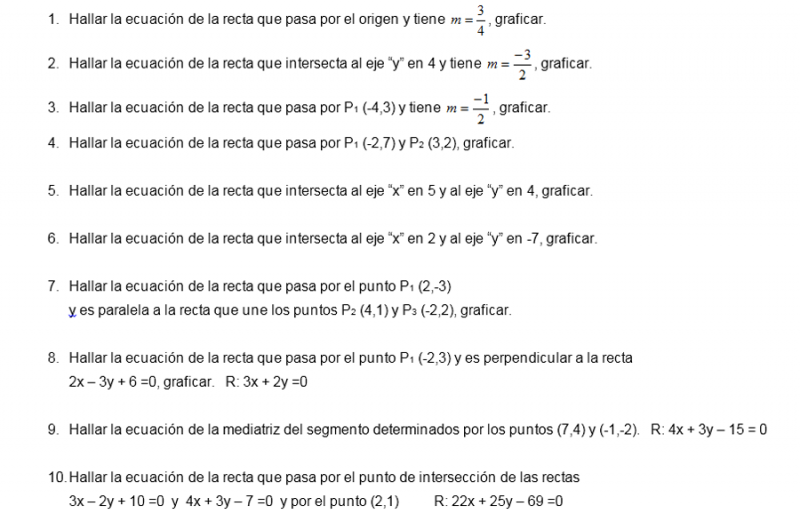 1. Hallar la ecuación de la recta que pasa por el origen y tiene m = 3/4, graficar.
2. Hallar la ecuación de la recta que intersecta al eje "y" en 4 y tiene m = -3/2, graficar.
3. Hallar la ecuación de la recta que pasa por P₁ (-4,3) y tiene m = -1/2, graficar.
4. Hallar la ecuación de la recta que pasa por P₁ (-2,7) y P₂ (3,2), graficar.
5. Hallar la ecuación de la recta que intersecta al eje "x" en 5 y al eje "y" en 4, graficar.
6. Hallar la ecuación de la recta que intersecta al eje "x" en 2 y al eje "y" en -7, graficar.
7. Hallar la ecuación de la recta que pasa por el punto P₁ (2,-3)
y es paralela a la recta que une los puntos P₂ (4,1) y P₃ (-2,2), graficar.
8. Hallar la ecuación de la recta que pasa por el punto P₁ (-2,3) y es perpendicular a la recta
2x – 3y + 6 =0, graficar. R: 3x + 2y =0
9. Hallar la ecuación de la mediatriz del segmento determinados por los puntos (7,4) y (-1,-2). R: 4x + 3y – 15 = 0
10. Hallar la ecuación de la recta que pasa por el punto de intersección de las rectas
3x – 2y + 10 =0 y 4x + 3y – 7 =0 y por el punto (2,1) R: 22x + 25y – 69 =0